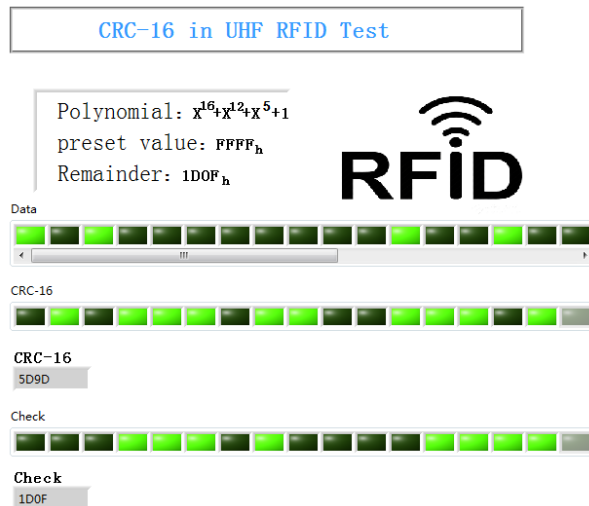 CRC-16 in UHF RFID Test
Polynomial: X16+X12+X5+1
preset value: FFFFh
Remainder: 1D0Fh
RFiD
Data
CRC-16
CRC-16
5D9D
Check
Check
1D0F